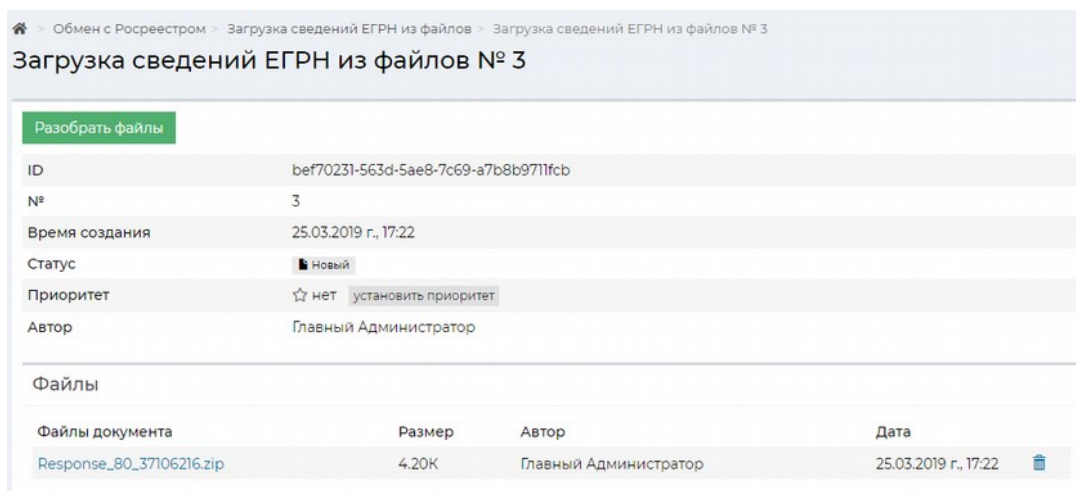 > Обмен с Росреестром > Загрузка сведений ЕГРН из файлов > Загрузка сведений ЕГРН из файлов № 3
Загрузка сведений ЕГРН из файлов № 3
Разобрать файлы
ID bef70231-563d-5ae8-7c69-a7b8b9711fcb
№ 3
Время создания 25.03.2019 г., 17:22
Статус Новый
Приоритет нет установить приоритет
Автор Главный Администратор
Файлы
Файлы документа Размер Автор Дата
Response_80_37106216.zip 4.20K Главный Администратор 25.03.2019 г., 17:22